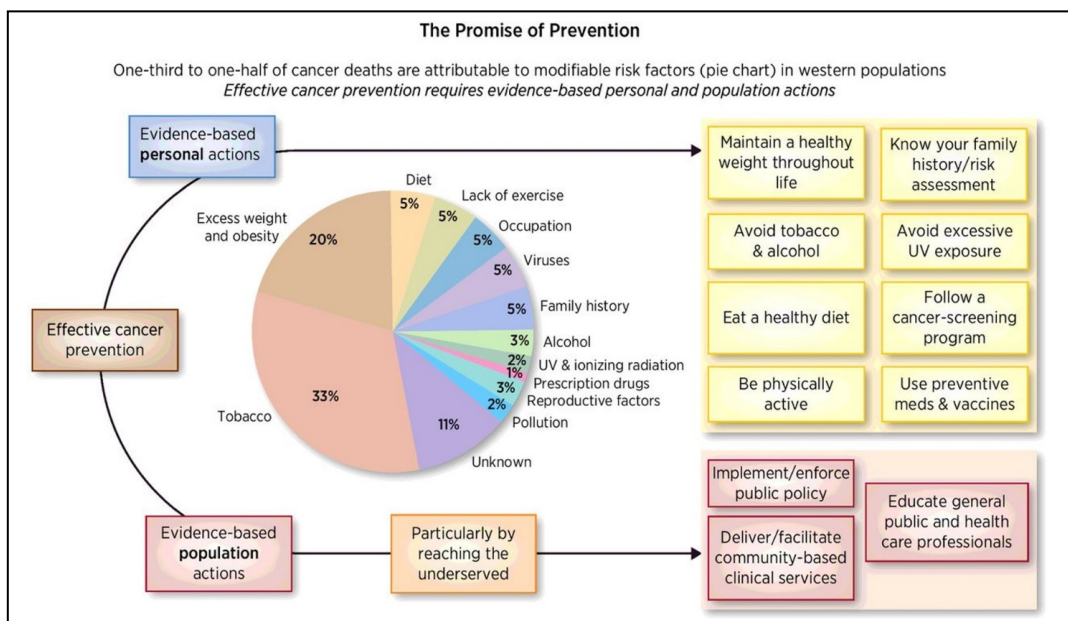 The Promise of Prevention
One-third to one-half of cancer deaths are attributable to modifiable risk factors (pie chart) in western populations
Effective cancer prevention requires evidence-based personal and population actions
Evidence-based
personal actions
Effective cancer
prevention
Evidence-based
population
actions
Particularly by
reaching the
underserved
Diet
5%
Lack of exercise
5%
Occupation
5%
Viruses
5%
Family history
5%
Alcohol
3%
UV & ionizing radiation
2%
Prescription drugs
1%
Reproductive factors
3%
Pollution
2%
Unknown
11%
Tobacco
33%
Excess weight
and obesity
20%
Maintain a healthy
weight throughout
life
Know your family
history/risk
assessment
Avoid tobacco
& alcohol
Avoid excessive
UV exposure
Eat a healthy diet
Follow a
cancer-screening
program
Be physically
active
Use preventive
meds & vaccines
Implement/enforce
public policy
Educate general
public and health
care professionals
Deliver/facilitate
community-based
clinical services